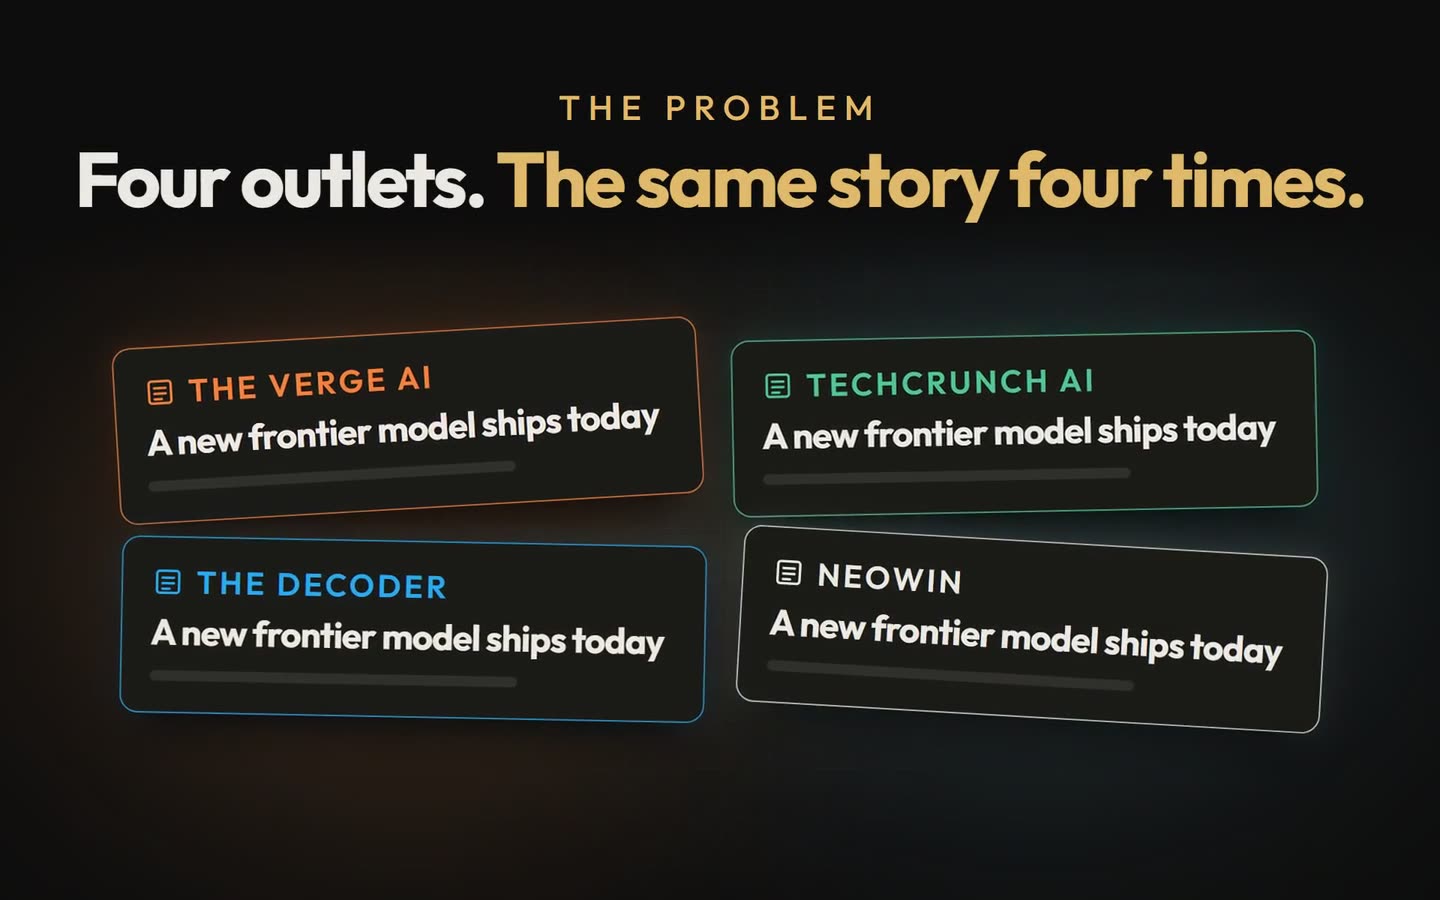 THE PROBLEM
Four outlets. The same story four times.
THE VERGE AI
A new frontier model ships today
TECHCRUNCH AI
A new frontier model ships today
THE DECODER
A new frontier model ships today
NEOWIN
A new frontier model ships today